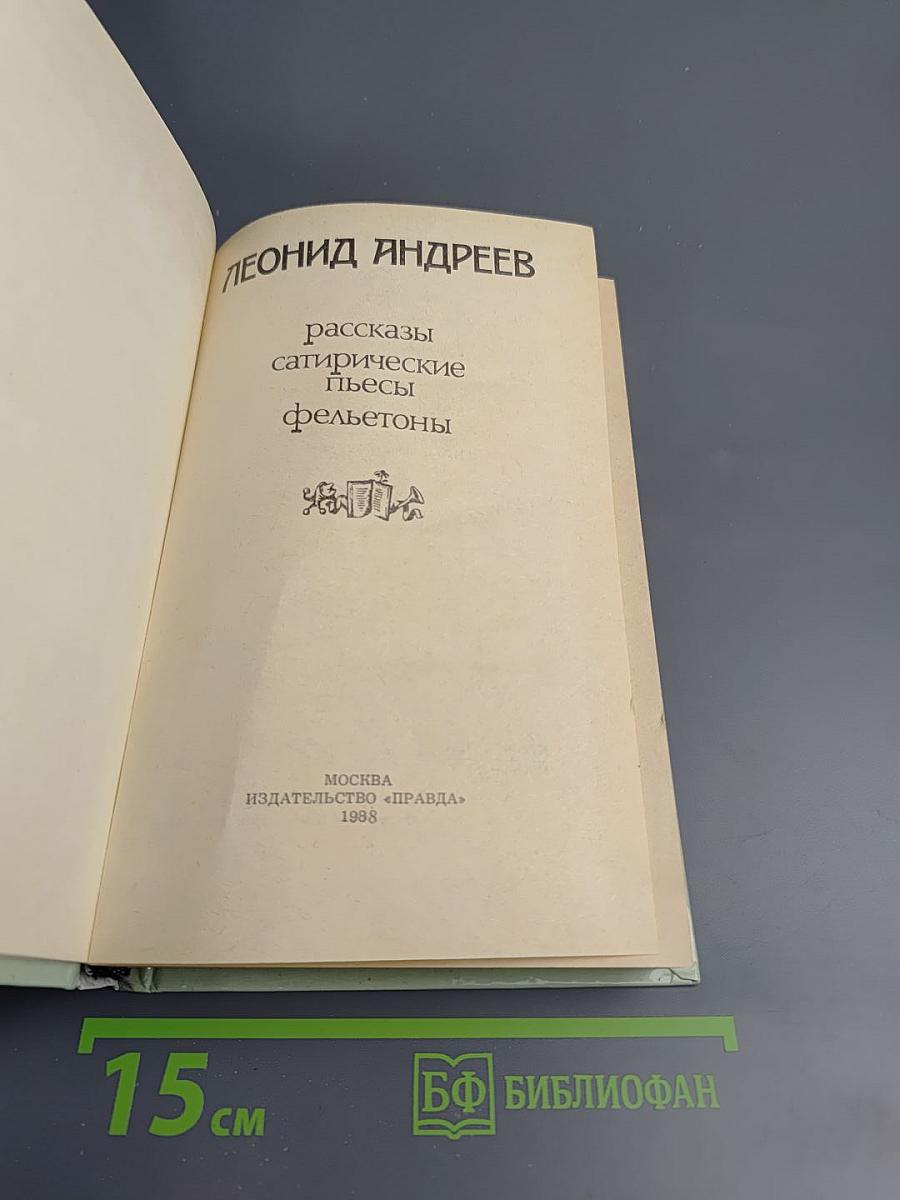 ЛЕОНИД АНДРЕЕВ
рассказы
сатирические
пьесы
фельетоны
МОСКВА
ИЗДАТЕЛЬСТВО «ПРАВДА»
1988
15 см
БФ БИБЛИОФАН